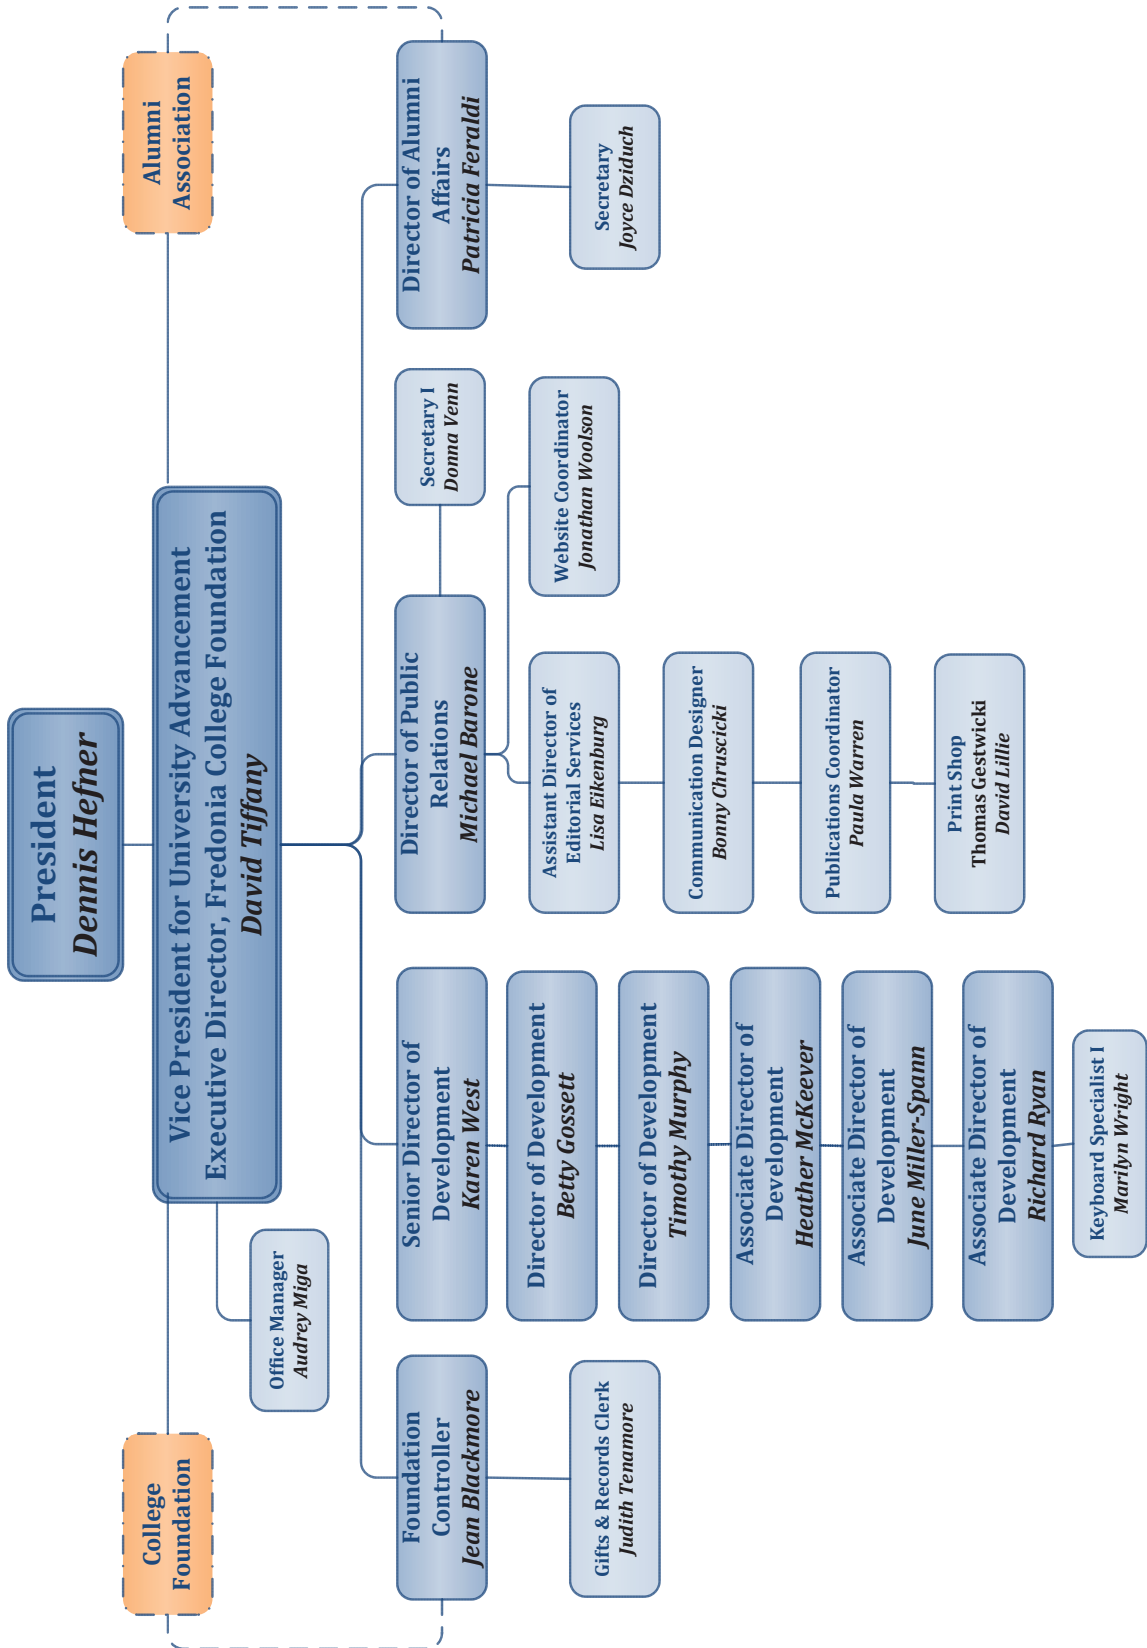 President
Dennis Hefner
College
Foundation
Alumni
Association
Vice President for University Advancement
Executive Director, Fredonia College Foundation
David Tiffany
Office Manager
Audrey Miga
Foundation
Controller
Jean Blackmore
Gifts & Records Clerk
Judith Tenamore
Senior Director of
Development
Karen West
Director of Development
Betty Gossett
Director of Development
Timothy Murphy
Associate Director of
Development
Heather McKeever
Associate Director of
Development
June Miller-Spann
Associate Director of
Development
Richard Ryan
Keyboard Specialist I
Marilyn Wright
Director of Public
Relations
Michael Barone
Secretary I
Donna Venn
Assistant Director of
Editorial Services
Lisa Eikenburg
Website Coordinator
Jonathan Woolson
Communication Designer
Bonny Chruscicki
Publications Coordinator
Paula Warren
Print Shop
Thomas Gestwicki
David Lillie
Director of Alumni
Affairs
Patricia Feraldi
Secretary
Joyce Dziduch